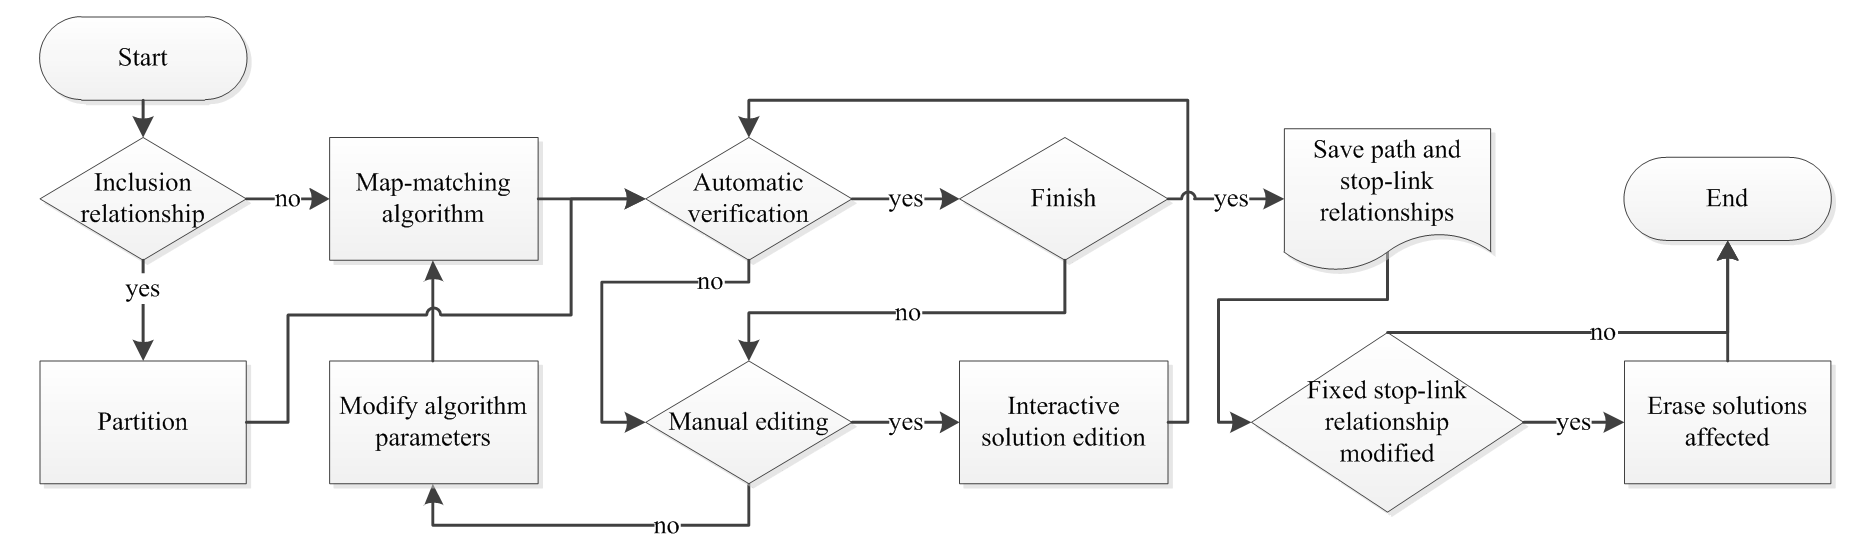 Start
Inclusion
relationship
no
yes
Partition
Map-matching
algorithm
Modify algorithm
parameters
Automatic
verification
yes
no
Finish
yes
no
Manual editing
yes
no
Interactive
solution edition
Save path and
stop-link
relationships
Fixed stop-link
relationship
modified
no
yes
Erase solutions
affected
End